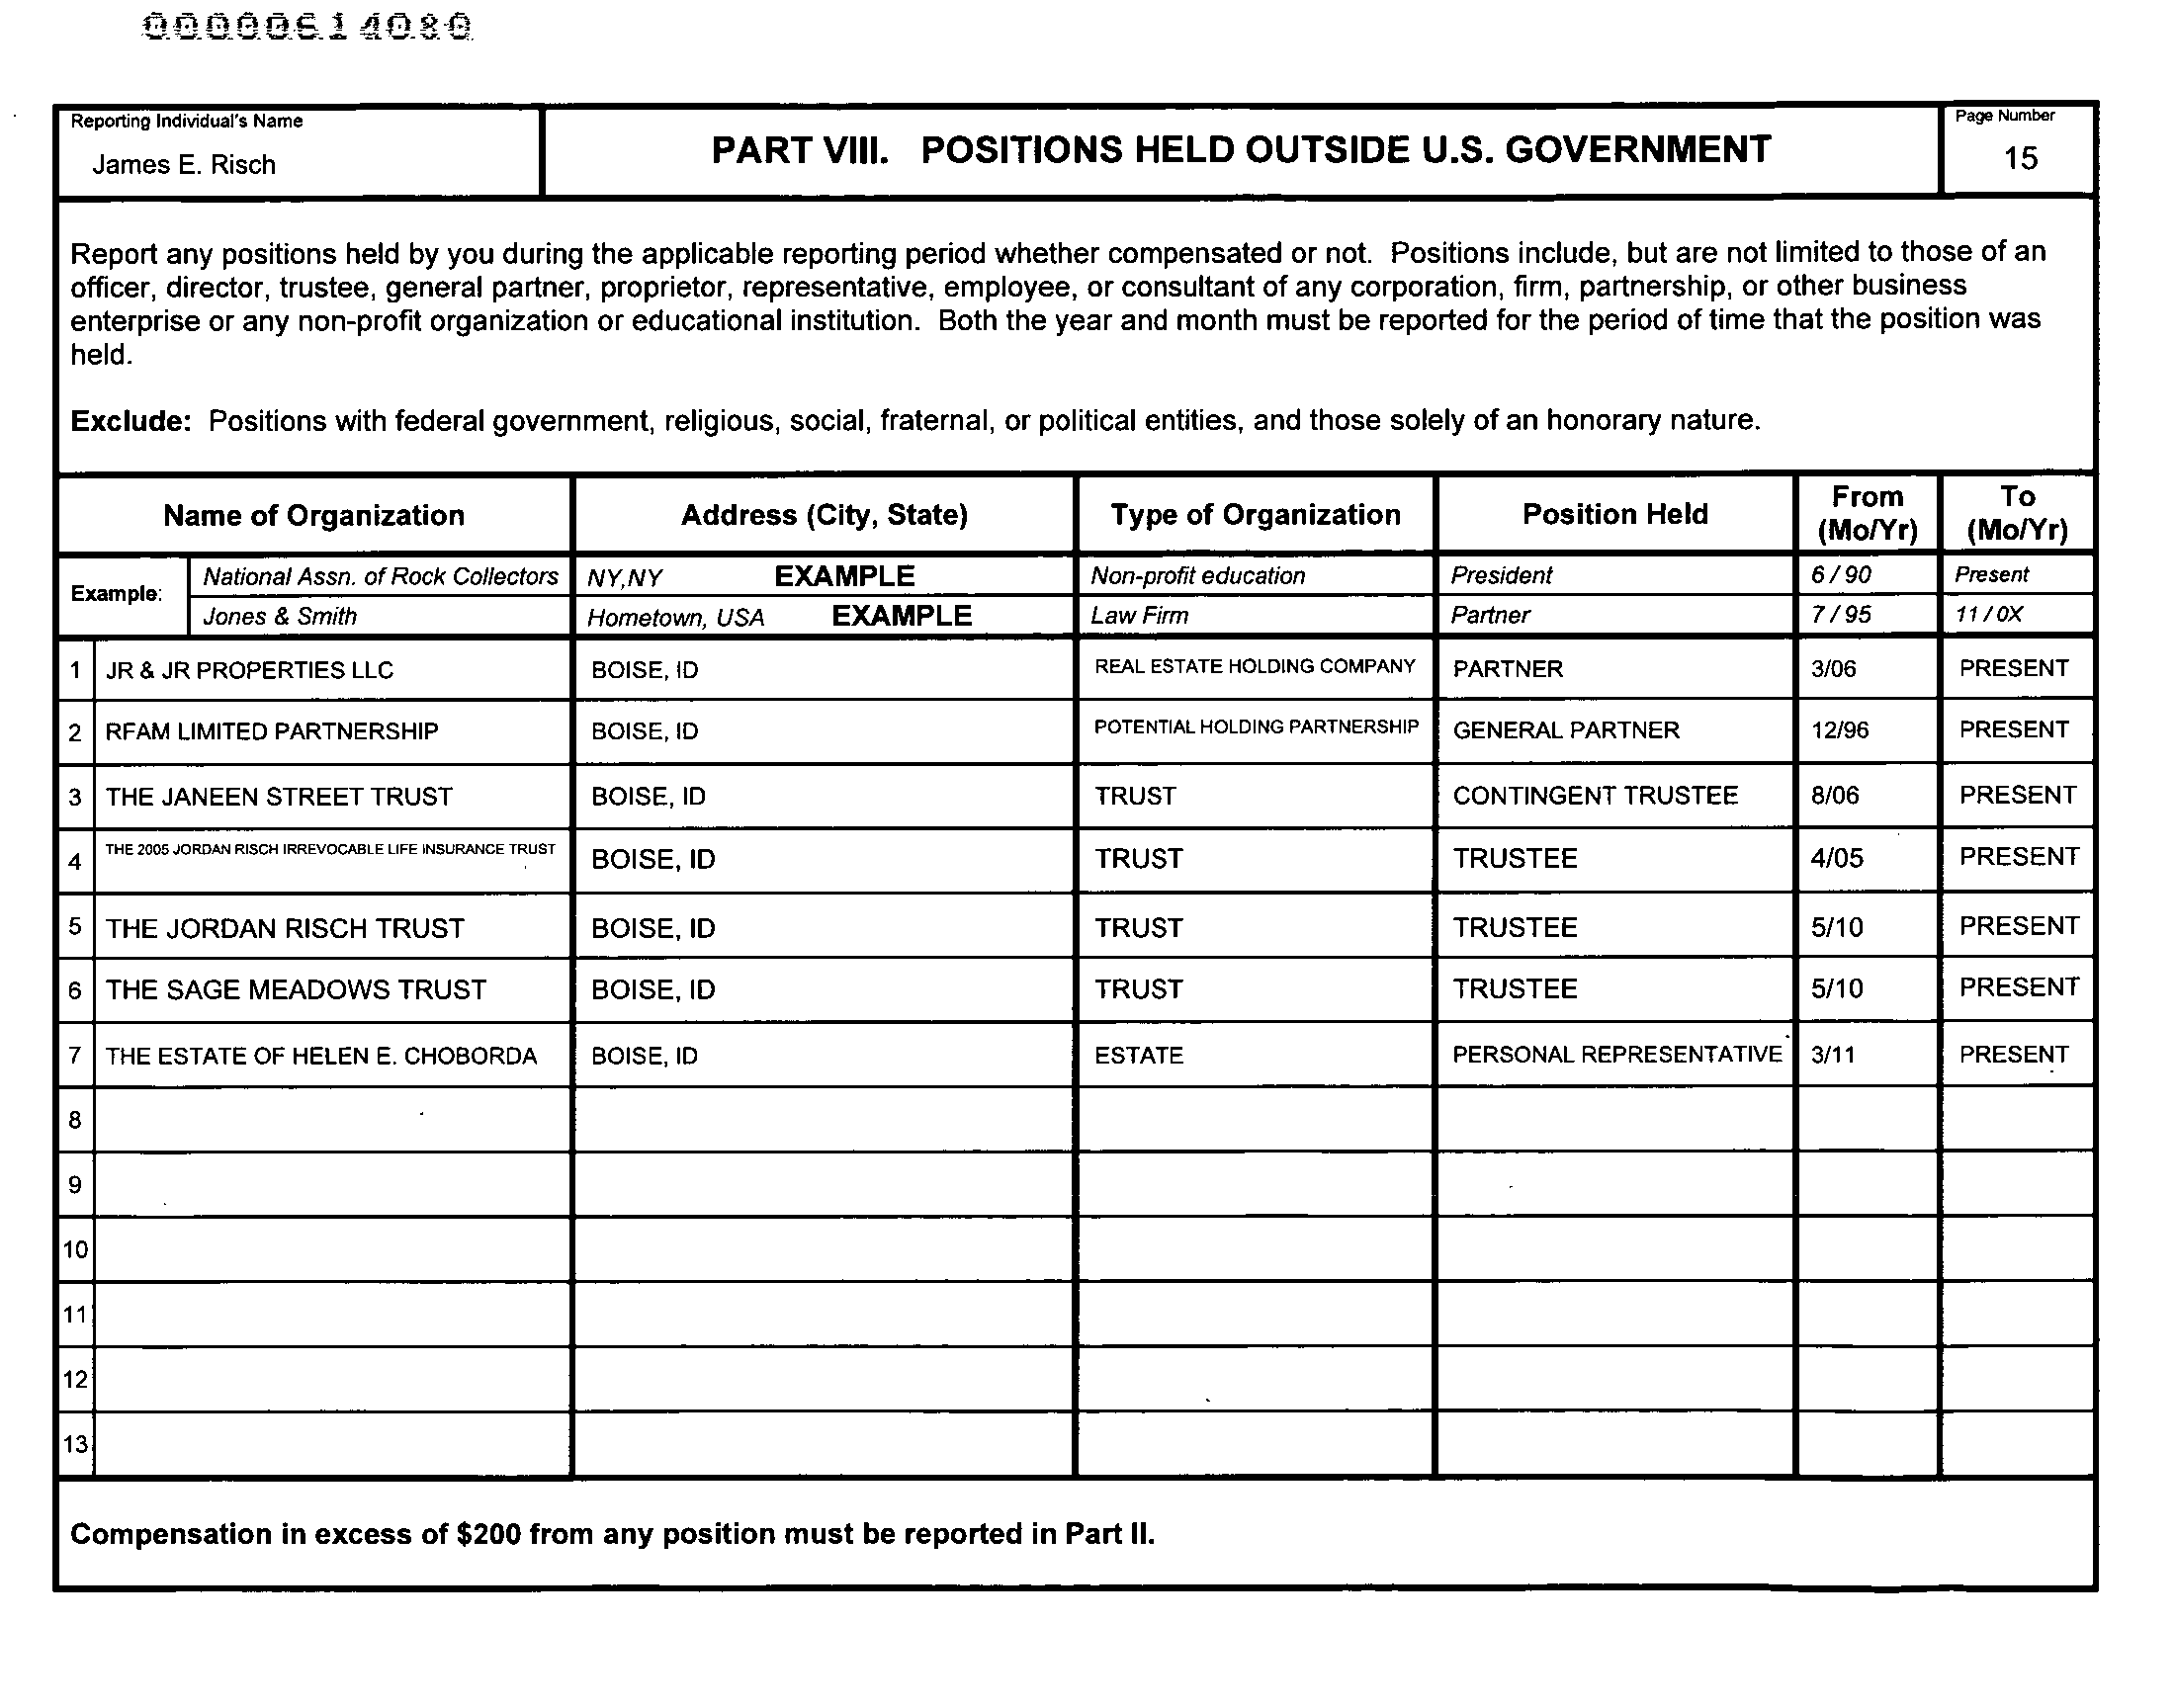 00000614080
Reporting Individual's Name
James E. Risch
PART VIII. POSITIONS HELD OUTSIDE U.S. GOVERNMENT
Page Number
15
Report any positions held by you during the applicable reporting period whether compensated or not. Positions include, but are not limited to those of an
officer, director, trustee, general partner, proprietor, representative, employee, or consultant of any corporation, firm, partnership, or other business
enterprise or any non-profit organization or educational institution. Both the year and month must be reported for the period of time that the position was
held.
Exclude: Positions with federal government, religious, social, fraternal, or political entities, and those solely of an honorary nature.
Name of Organization Address (City, State) Type of Organization Position Held From (Mo/Yr) To (Mo/Yr)
Example: National Assn. of Rock Collectors NY,NY EXAMPLE Non-profit education President 6 / 90 Present
Jones & Smith Hometown, USA EXAMPLE Law Firm Partner 7 / 95 11 / 0X
1 JR & JR PROPERTIES LLC BOISE, ID REAL ESTATE HOLDING COMPANY PARTNER 3/06 PRESENT
2 RFAM LIMITED PARTNERSHIP BOISE, ID POTENTIAL HOLDING PARTNERSHIP GENERAL PARTNER 12/96 PRESENT
3 THE JANEEN STREET TRUST BOISE, ID TRUST CONTINGENT TRUSTEE 8/06 PRESENT
4 THE 2005 JORDAN RISCH IRREVOCABLE LIFE INSURANCE TRUST BOISE, ID TRUST TRUSTEE 4/05 PRESENT
5 THE JORDAN RISCH TRUST BOISE, ID TRUST TRUSTEE 5/10 PRESENT
6 THE SAGE MEADOWS TRUST BOISE, ID TRUST TRUSTEE 5/10 PRESENT
7 THE ESTATE OF HELEN E. CHOBORDA BOISE, ID ESTATE PERSONAL REPRESENTATIVE 3/11 PRESENT
8
9
10
11
12
13
Compensation in excess of $200 from any position must be reported in Part II.